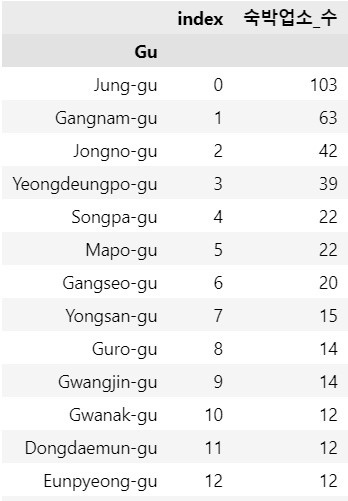 index 숙박업소_수
Gu
Jung-gu 0 103
Gangnam-gu 1 63
Jongno-gu 2 42
Yeongdeungpo-gu 3 39
Songpa-gu 4 22
Mapo-gu 5 22
Gangseo-gu 6 20
Yongsan-gu 7 15
Guro-gu 8 14
Gwangjin-gu 9 14
Gwanak-gu 10 12
Dongdaemun-gu 11 12
Eunpyeong-gu 12 12